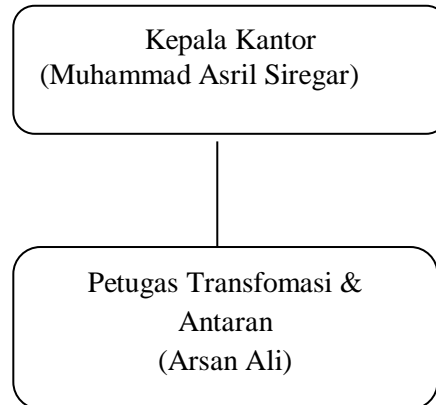 Kepala Kantor
(Muhammad Asril Siregar)
Petugas Transfomasi &
Antaran
(Arsan Ali)